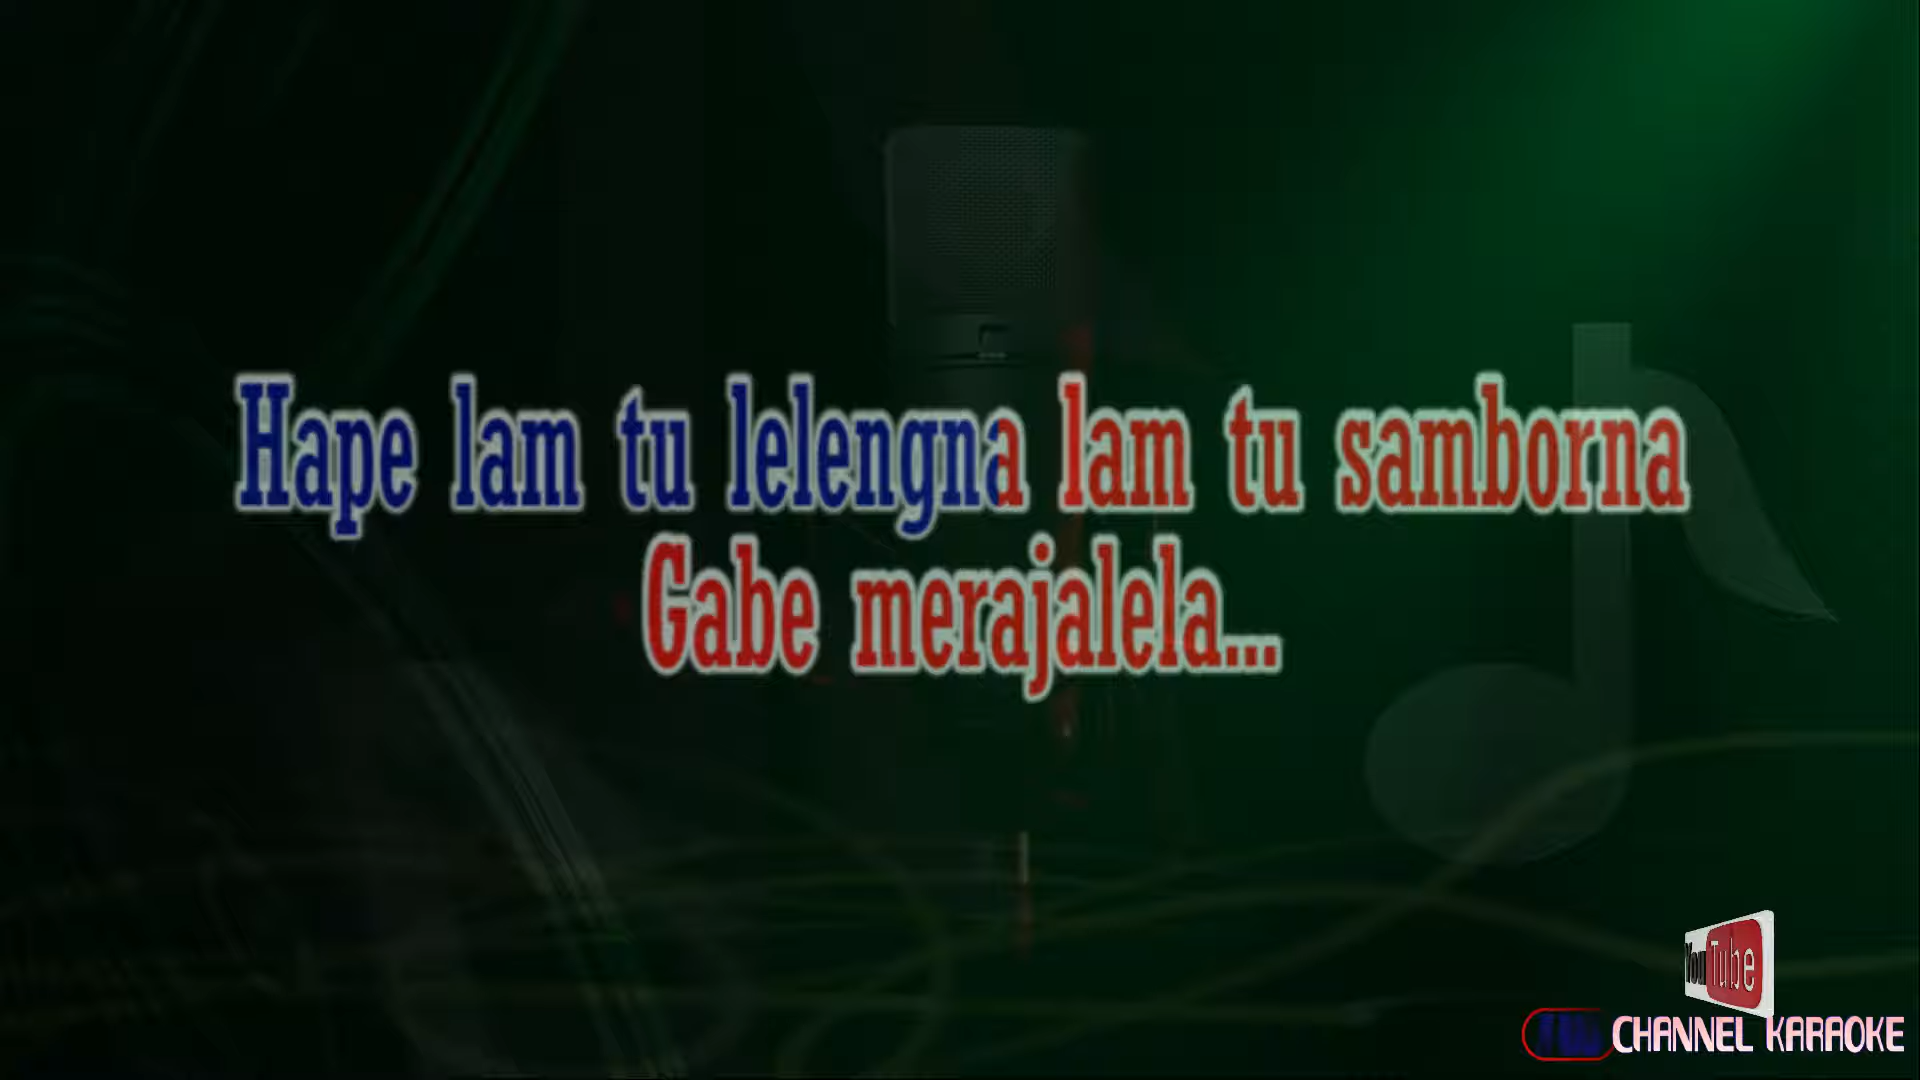 Hape lam tu lelengna lam tu samborna
Gabe merajalela...
YouTube
CHANNEL KARAOKE